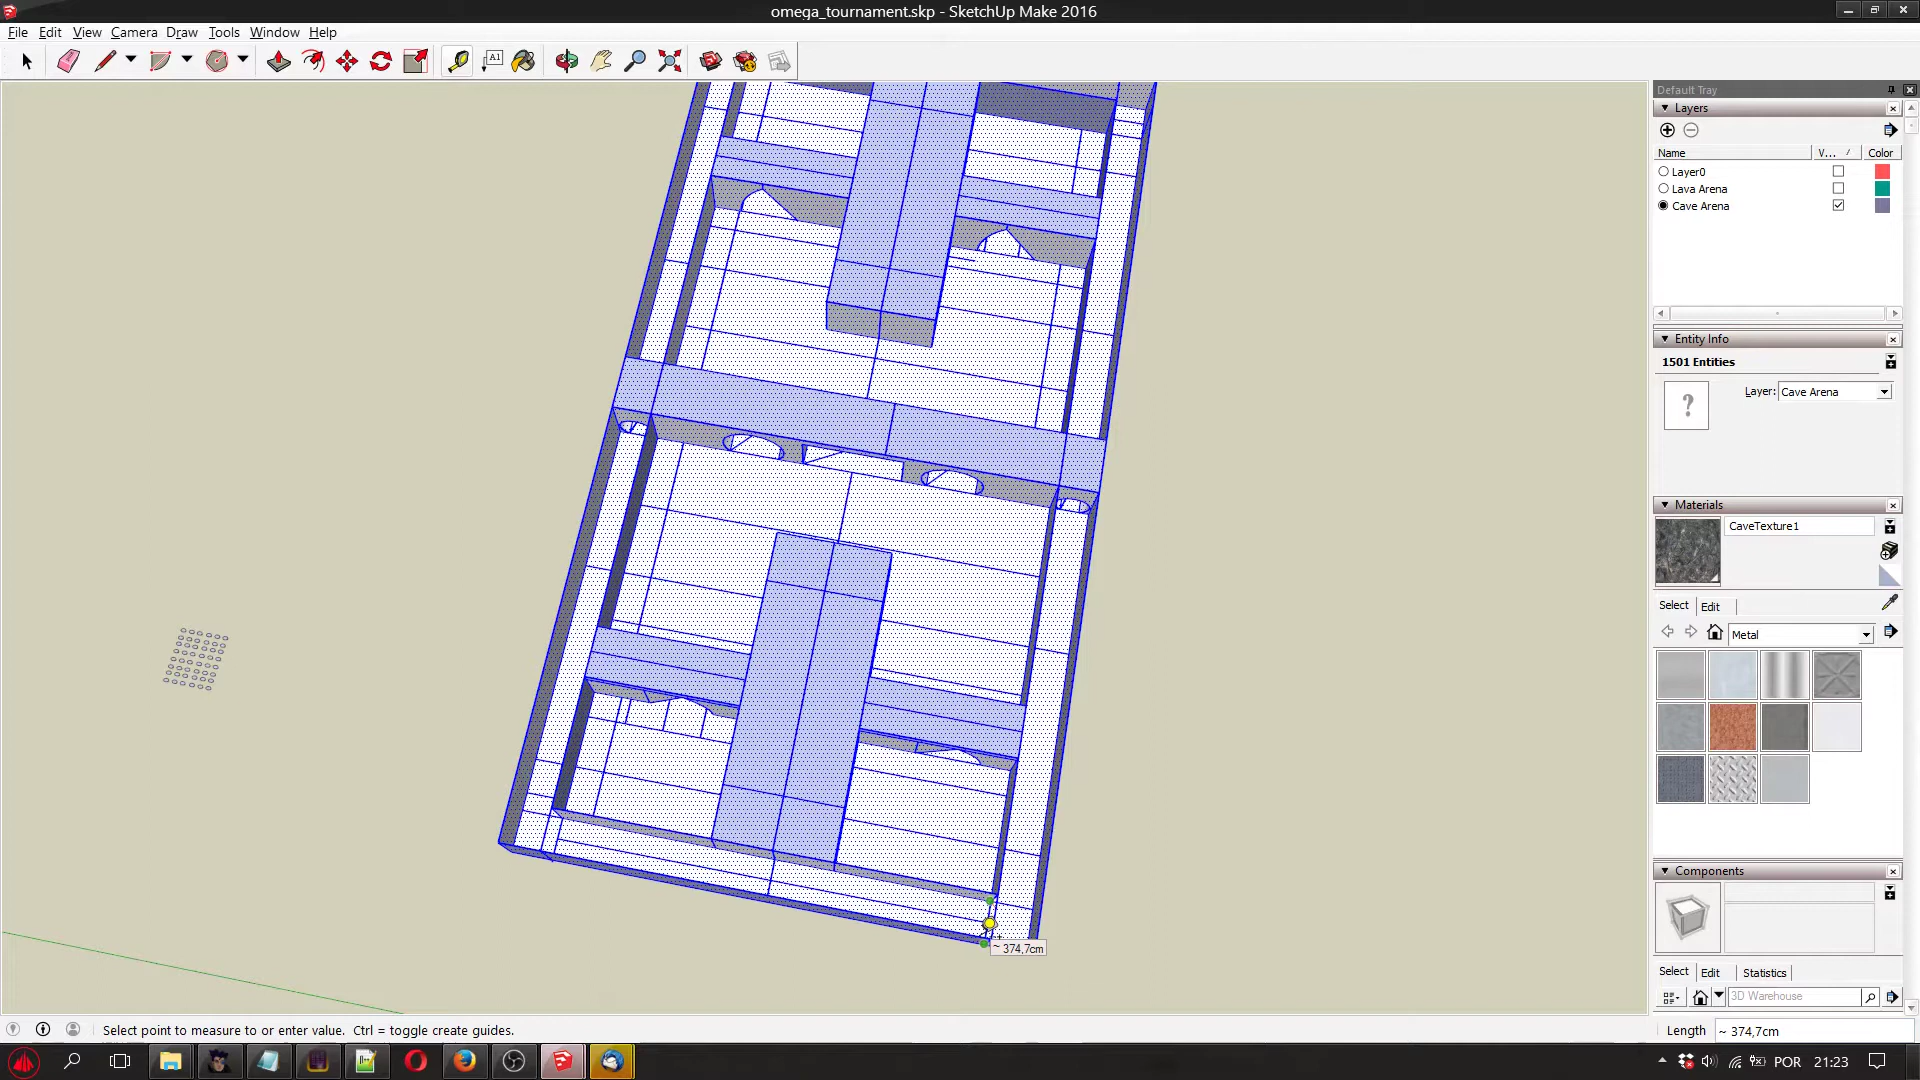 omega_tournament.skp - SketchUp Make 2016
File Edit View Camera Draw Tools Window Help
A1
Default Tray
Layers
Name V... Color
Layer0
Lava Arena
Cave Arena
Entity Info
1501 Entities
?
Layer: Cave Arena
Materials
CaveTexture1
Select Edit
Metal
Components
Select Edit Statistics
3D Warehouse
~ 374,7cm
Select point to measure to or enter value. Ctrl = toggle create guides.
Length ~ 374,7cm
POR 21:23